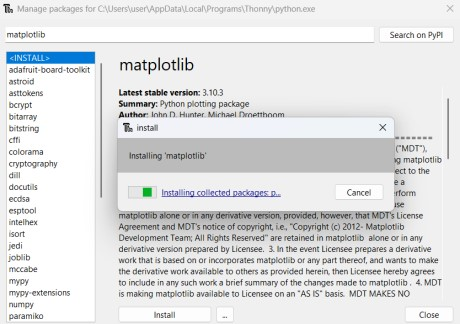 Manage packages for C:\Users\user\AppData\Local\Programs\Thonny\python.exe
matplotlib
Search on PyPI
<INSTALL>
adafruit-board-toolkit
astroid
asttokens
bcrypt
bitarray
bitstring
cffi
colorama
cryptography
dill
docutils
ecdsa
esptool
intelhex
isort
jedi
joblib
mccabe
mypy
mypy-extensions
numpy
paramiko
matplotlib
Latest stable version: 3.10.3
Summary: Python plotting package
Author: John D. Hunter, Michael Droettboom
install
Installing 'matplotlib'
Installing collected packages: p...
Cancel
=======
("MDT"),
ng matplotlib
ect to the
e a
erform
use
matplotlib alone or in any derivative version, provided, however, that MDT's License
Agreement and MDT's notice of copyright, i.e., "Copyright (c) 2012- Matplotlib
Development Team; All Rights Reserved" are retained in matplotlib alone or in any
derivative version prepared by Licensee. 3. In the event Licensee prepares a derivative
work that is based on or incorporates matplotlib or any part thereof, and wants to make
the derivative work available to others as provided herein, then Licensee hereby agrees
to include in any such work a brief summary of the changes made to matplotlib . 4. MDT
is making matplotlib available to Licensee on an "AS IS" basis. MDT MAKES NO
Install
...
Close